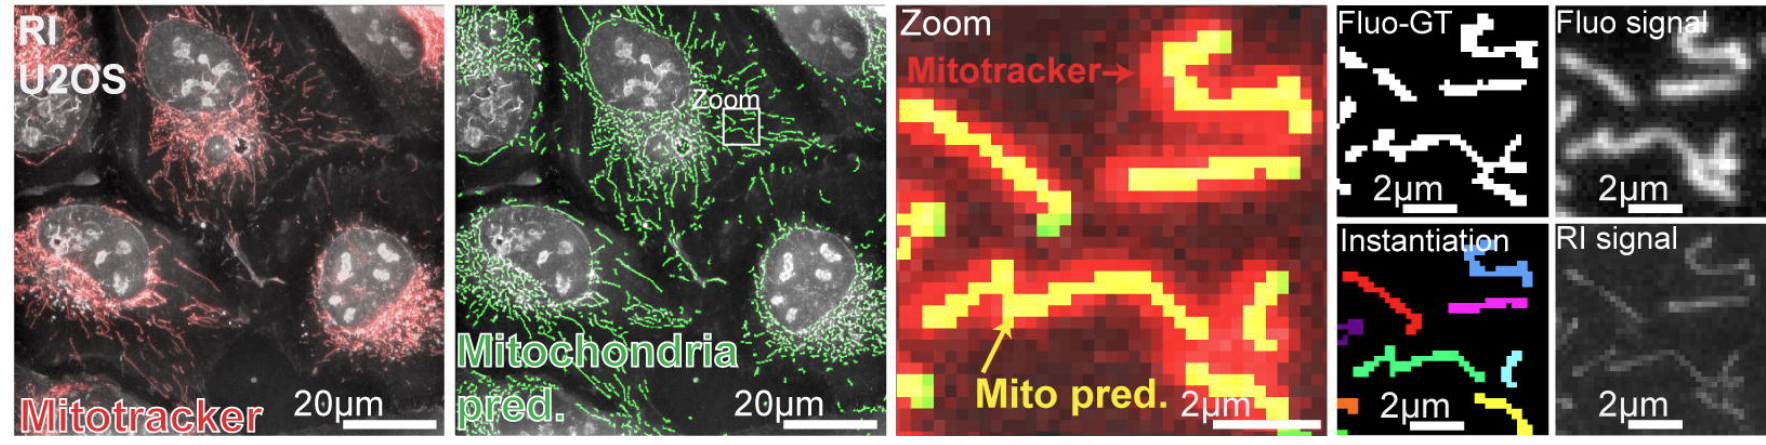 RI
U2OS
Mitotracker
20µm
Zoom
Mitochondria
pred.
20µm
Zoom
Mitotracker
Mito pred.
2µm
Fluo-GT
2µm
Fluo signal
2µm
Instantiation
2µm
RI signal
2µm